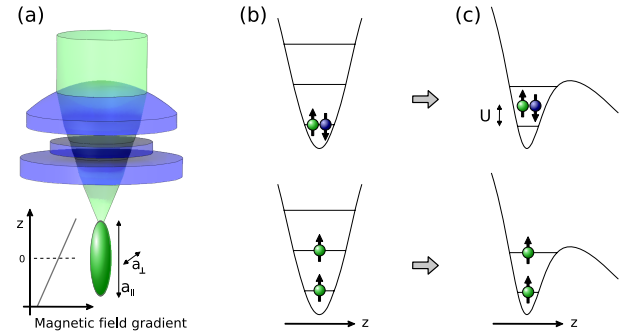 (a)
(b)
(c)
U
z
0
a⊥
a∥
Magnetic field gradient
z
z